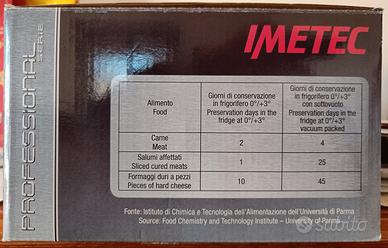 IMETEC
PROFESSIONAL
SERIE
Alimento
Food
Giorni di conservazione
in frigorifero 0°/+3°
Preservation days in the
fridge at 0°/+3°
Giorni di conservazione
in frigorifero 0°/+3°
con sottovuoto
Preservation days in the
fridge at 0°/+3°
vacuum packed
Carne
Meat
2
4
Salumi affettati
Sliced cured meats
1
25
Formaggi duri a pezzi
Pieces of hard cheese
10
45
Fonte: Istituto di Chimica e Tecnologia dell'Alimentazione dell'Università di Parma
Source: Food Chemistry and Technology Institute – University of Parma
subito